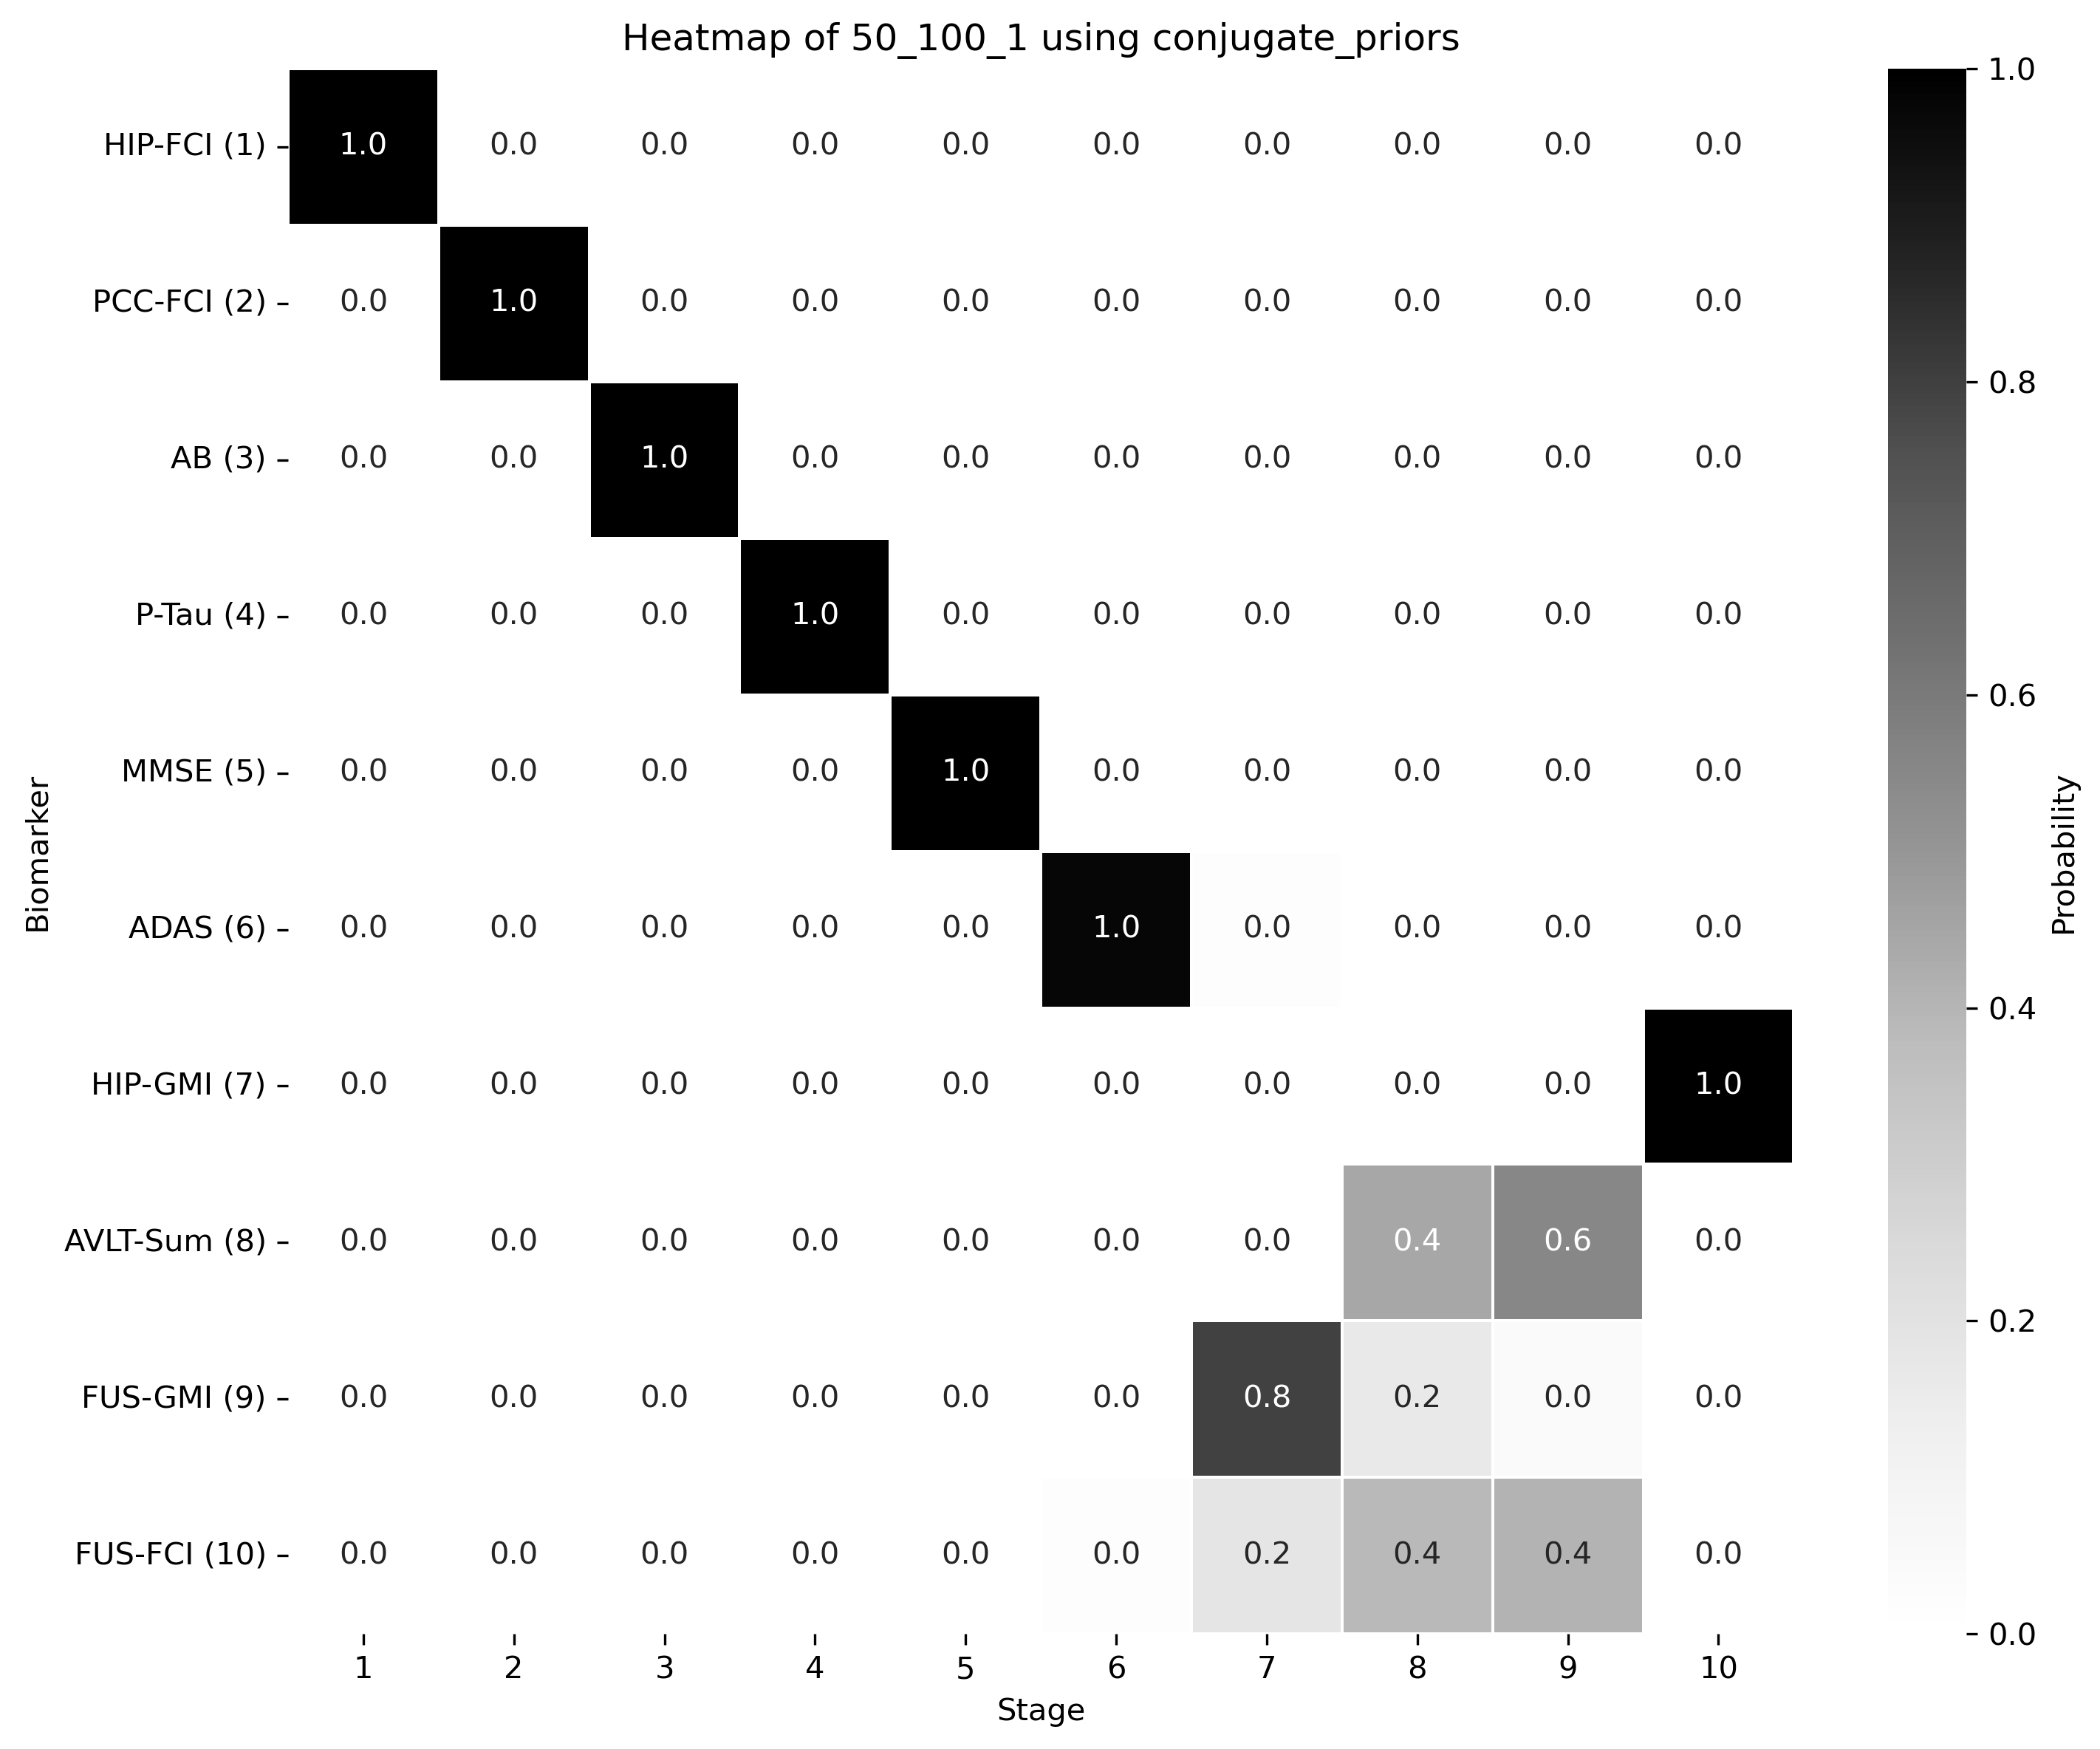 Heatmap of 50_100_1 using conjugate_priors
HIP-FCI (1) 1.0 0.0 0.0 0.0 0.0 0.0 0.0 0.0 0.0 0.0
PCC-FCI (2) 0.0 1.0 0.0 0.0 0.0 0.0 0.0 0.0 0.0 0.0
AB (3) 0.0 0.0 1.0 0.0 0.0 0.0 0.0 0.0 0.0 0.0
P-Tau (4) 0.0 0.0 0.0 1.0 0.0 0.0 0.0 0.0 0.0 0.0
MMSE (5) 0.0 0.0 0.0 0.0 1.0 0.0 0.0 0.0 0.0 0.0
ADAS (6) 0.0 0.0 0.0 0.0 0.0 1.0 0.0 0.0 0.0 0.0
HIP-GMI (7) 0.0 0.0 0.0 0.0 0.0 0.0 0.0 0.0 0.0 1.0
AVLT-Sum (8) 0.0 0.0 0.0 0.0 0.0 0.0 0.0 0.4 0.6 0.0
FUS-GMI (9) 0.0 0.0 0.0 0.0 0.0 0.0 0.8 0.2 0.0 0.0
FUS-FCI (10) 0.0 0.0 0.0 0.0 0.0 0.0 0.2 0.4 0.4 0.0
1 2 3 4 5 6 7 8 9 10
Stage
Biomarker
1.0
0.8
0.6
0.4
0.2
0.0
Probability